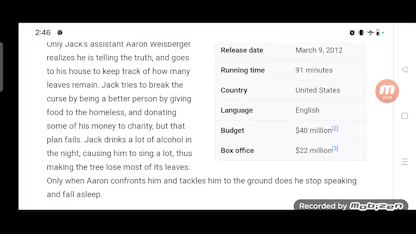 2:46
Only Jack's assistant Aaron Weisberger
realizes he is telling the truth, and goes
to his house to keep track of how many
leaves remain. Jack tries to break the
curse by being a better person by giving
food to the homeless, and donating
some of his money to charity, but that
plan fails. Jack drinks a lot of alcohol in
the night, causing him to sing a lot, thus
making the tree lose most of its leaves.
Only when Aaron confronts him and tackles him to the ground does he stop speaking
and fall asleep.
Release date March 9, 2012
Running time 91 minutes
Country United States
Language English
Budget $40 million[2]
Box office $22 million[3]
Recorded by Mobizen